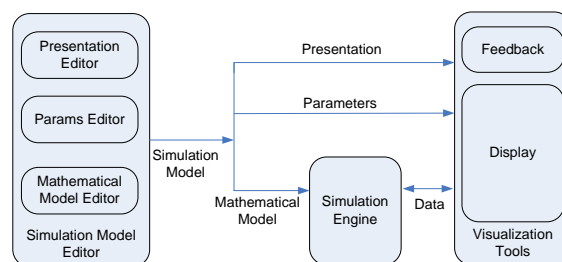 Presentation
Editor
Params Editor
Mathematical
Model Editor
Simulation Model
Editor
Simulation
Model
Presentation
Parameters
Mathematical
Model
Simulation
Engine
Data
Feedback
Display
Visualization
Tools